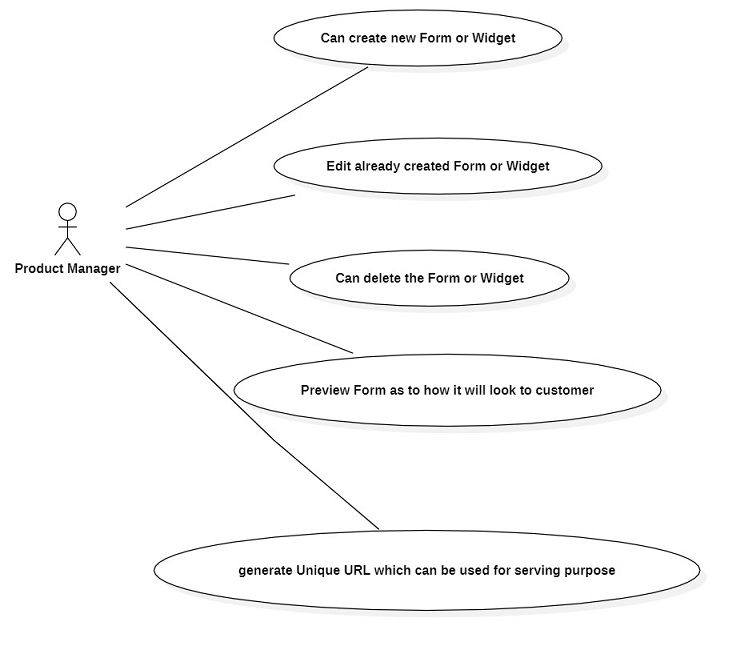 Can create new Form or Widget
Edit already created Form or Widget
Product Manager
Can delete the Form or Widget
Preview Form as to how it will look to customer
generate Unique URL which can be used for serving purpose